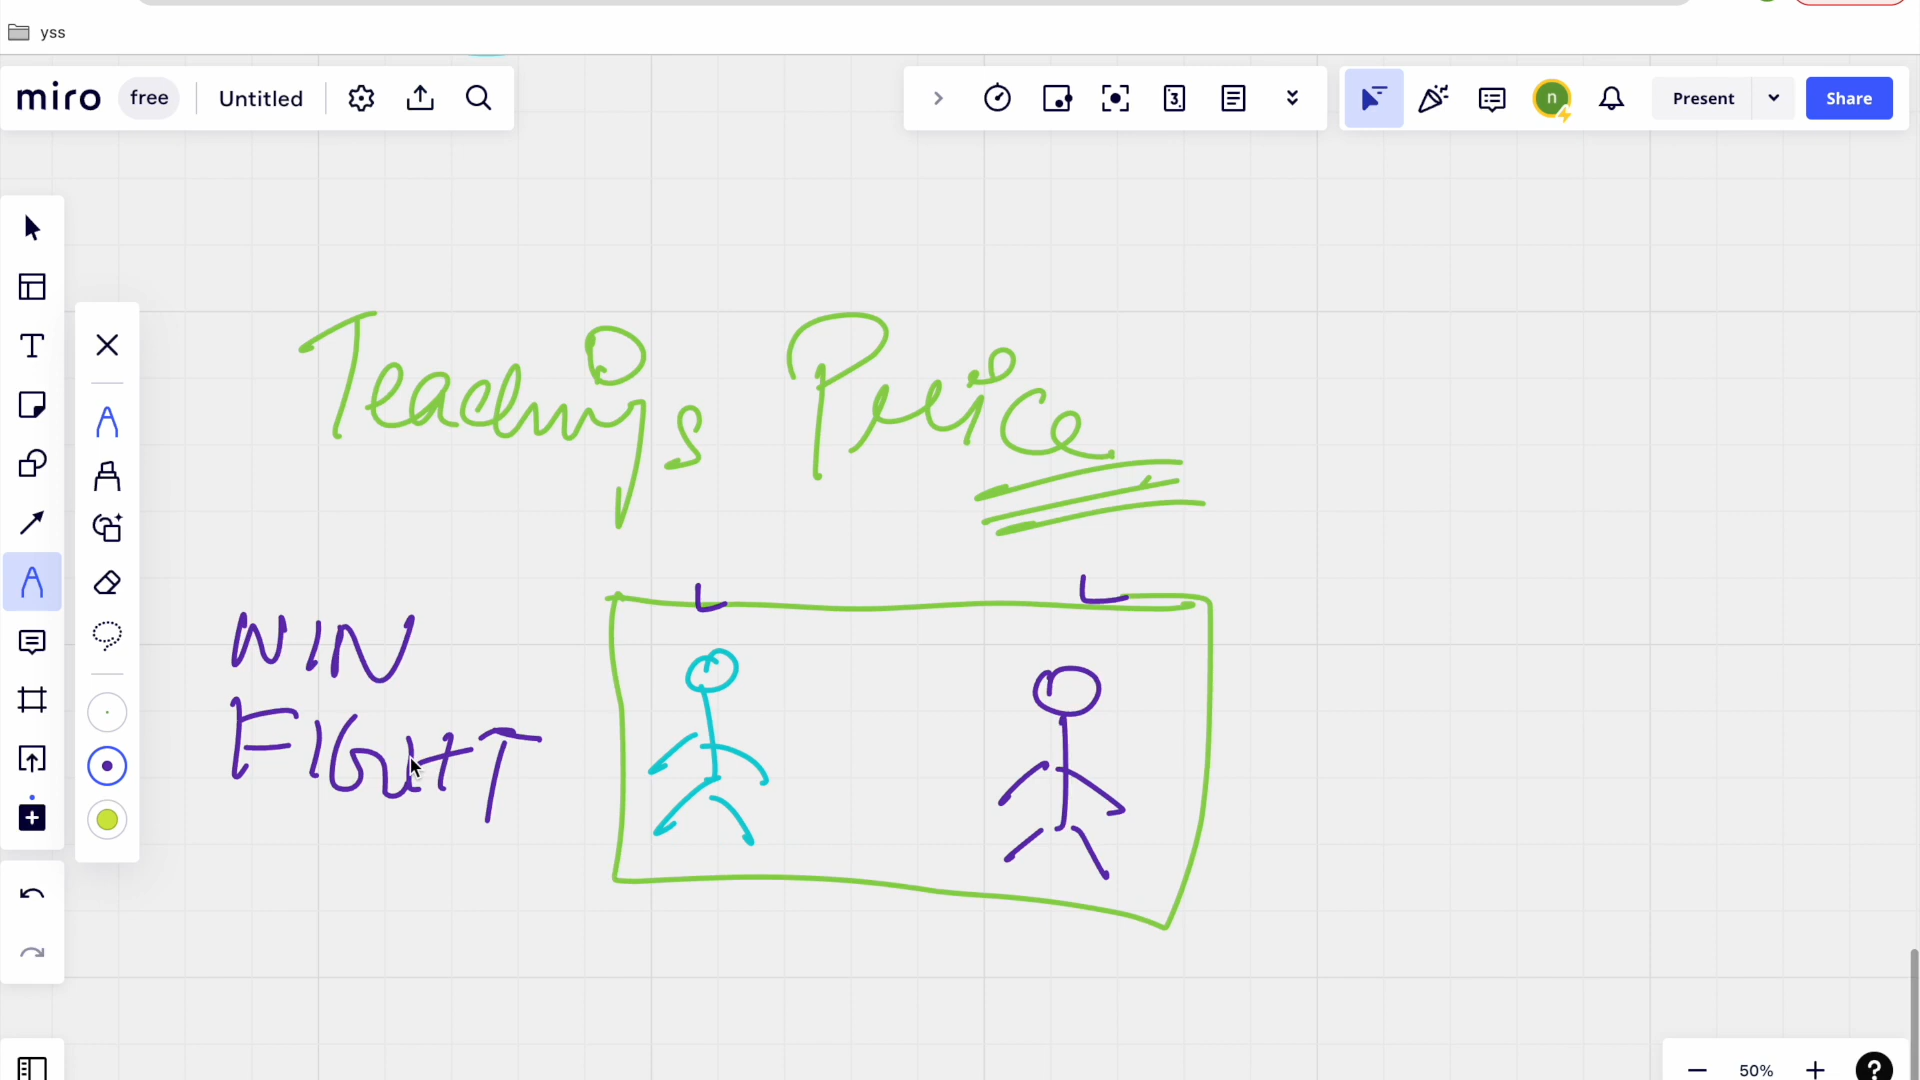 yss
miro free Untitled Present Share
Teachings Price
L L
WIN
FIGHT
50%